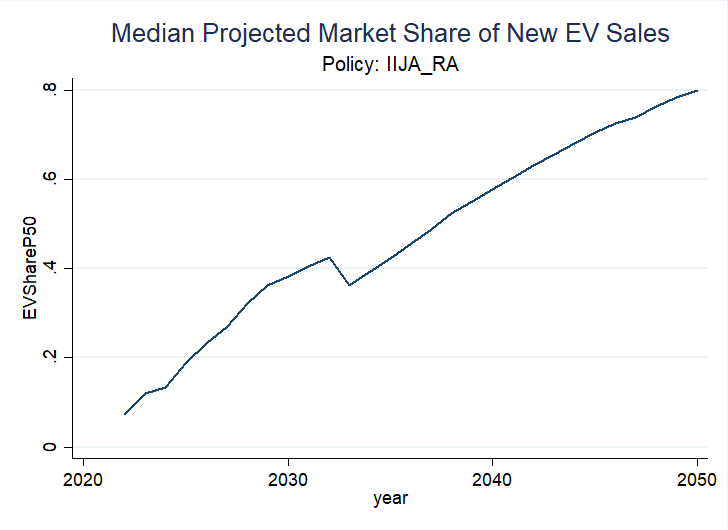 Median Projected Market Share of New EV Sales
Policy: IIJA_RA
EVShareP50
.8
.6
.4
.2
0
2020 2030 2040 2050
year